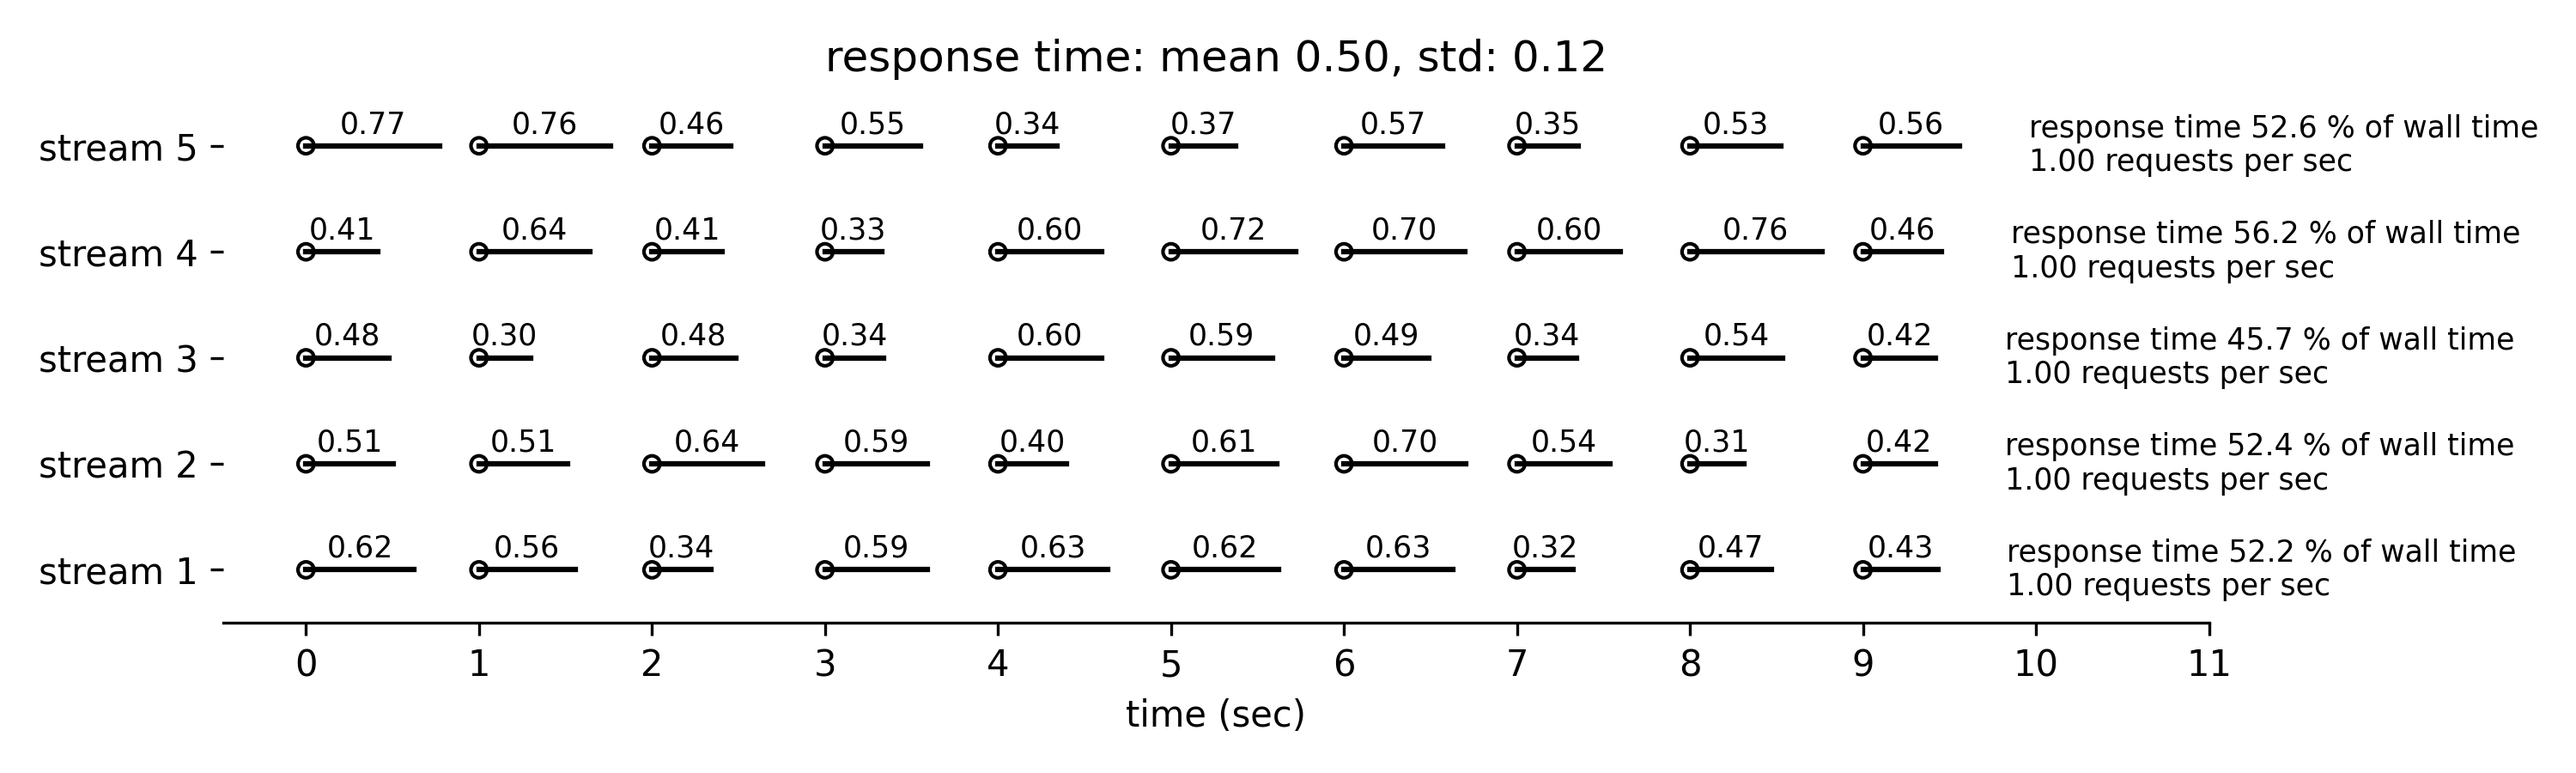 response time: mean 0.50, std: 0.12
stream 5
0.77 0.76 0.46 0.55 0.34 0.37 0.57 0.35 0.53 0.56
response time 52.6 % of wall time
1.00 requests per sec
stream 4
0.41 0.64 0.41 0.33 0.60 0.72 0.70 0.60 0.76 0.46
response time 56.2 % of wall time
1.00 requests per sec
stream 3
0.48 0.30 0.48 0.34 0.60 0.59 0.49 0.34 0.54 0.42
response time 45.7 % of wall time
1.00 requests per sec
stream 2
0.51 0.51 0.64 0.59 0.40 0.61 0.70 0.54 0.31 0.42
response time 52.4 % of wall time
1.00 requests per sec
stream 1
0.62 0.56 0.34 0.59 0.63 0.62 0.63 0.32 0.47 0.43
response time 52.2 % of wall time
1.00 requests per sec
0 1 2 3 4 5 6 7 8 9 10 11
time (sec)